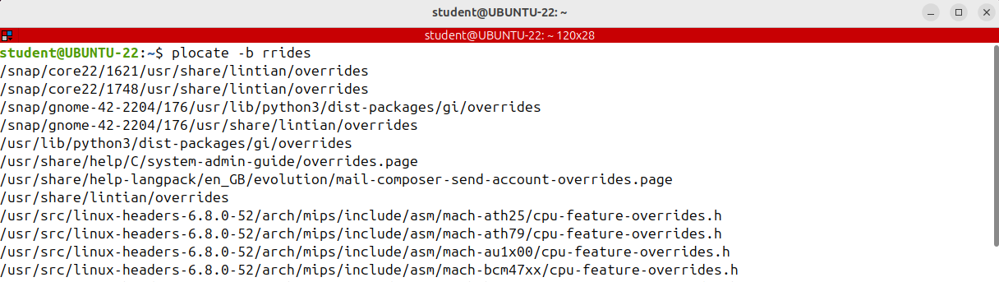 student@UBUNTU-22: ~
student@UBUNTU-22: ~ 120x28
student@UBUNTU-22:~$ plocate -b rrides
/snap/core22/1621/usr/share/lintian/overrides
/snap/core22/1748/usr/share/lintian/overrides
/snap/gnome-42-2204/176/usr/lib/python3/dist-packages/gi/overrides
/snap/gnome-42-2204/176/usr/share/lintian/overrides
/usr/lib/python3/dist-packages/gi/overrides
/usr/share/help/C/system-admin-guide/overrides.page
/usr/share/help-langpack/en_GB/evolution/mail-composer-send-account-overrides.page
/usr/share/lintian/overrides
/usr/src/linux-headers-6.8.0-52/arch/mips/include/asm/mach-ath25/cpu-feature-overrides.h
/usr/src/linux-headers-6.8.0-52/arch/mips/include/asm/mach-ath79/cpu-feature-overrides.h
/usr/src/linux-headers-6.8.0-52/arch/mips/include/asm/mach-au1x00/cpu-feature-overrides.h
/usr/src/linux-headers-6.8.0-52/arch/mips/include/asm/mach-bcm47xx/cpu-feature-overrides.h